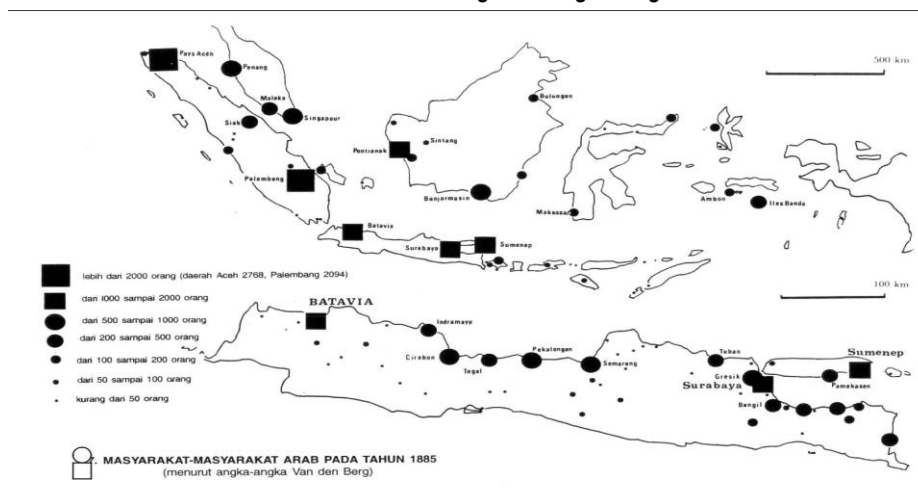 500 km
Pays Aceh
Penang
Malaka
Singapour
Siak
Palembang
Bulungan
Sintang
Pontianak
Banjarmasin
Makassar
Ambon
Iles Banda
Batavia
Surabaya
Sumenep
lebih dari 2000 orang (daerah Aceh 2768, Palembang 2094)
dari 1000 sampai 2000 orang
dari 500 sampai 1000 orang
dari 200 sampai 500 orang
dari 100 sampai 200 orang
dari 50 sampai 100 orang
kurang dari 50 orang
100 km
BATAVIA
Indramayu
Cirebon
Tegal
Pekalongan
Semarang
Tuban
Gresik
Surabaya
Sumenep
Pamekasan
Bangil
7. MASYARAKAT-MASYARAKAT ARAB PADA TAHUN 1885
(menurut angka-angka Van den Berg)